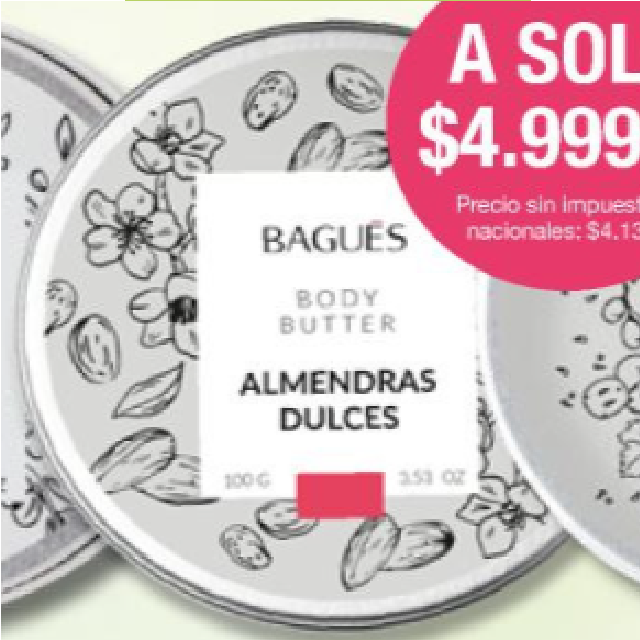 A SOL
$4.999
Precio sin impuest
nacionales: $4.13
BAGUÉS
BODY
BUTTER
ALMENDRAS
DULCES
100 G 3.53 OZ